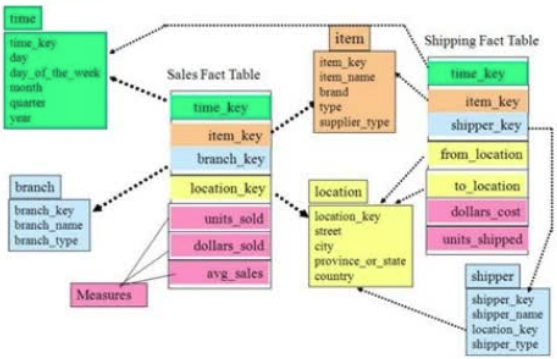 time
time_key
day
day_of_the_week
month
quarter
year
Sales Fact Table
time_key
item_key
branch_key
location_key
units_sold
dollars_sold
avg_sales
Measures
branch
branch_key
branch_name
branch_type
item
item_key
item_name
brand
type
supplier_type
location
location_key
street
city
province_or_state
country
Shipping Fact Table
time_key
item_key
shipper_key
from_location
to_location
dollars_cost
units_shipped
shipper
shipper_key
shipper_name
location_key
shipper_type